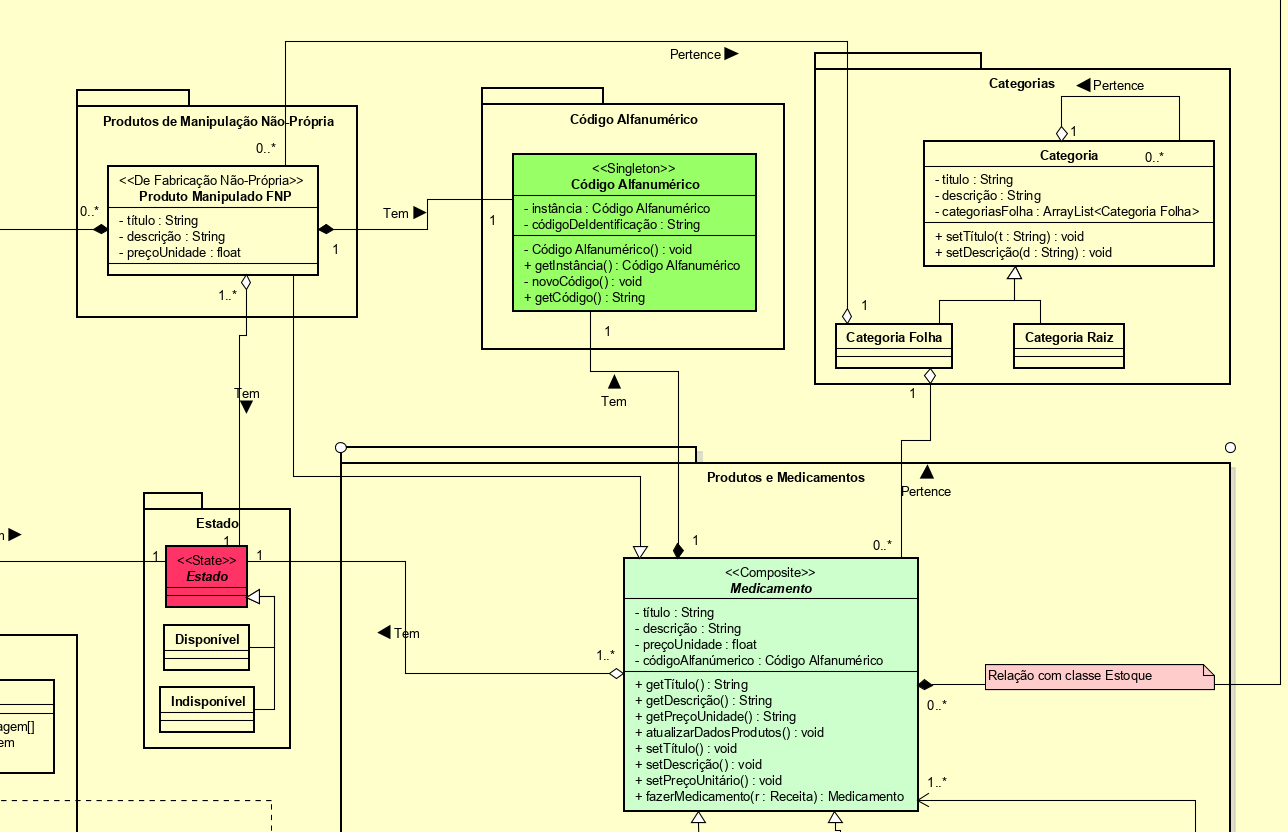 Pertence
Produtos de Manipulação Não-Própria
0..*
<<De Fabricação Não-Própria>>
Produto Manipulado FNP
- título : String
- descrição : String
- preçoUnidade : float
0..*
1
1..*
Tem
Código Alfanumérico
<<Singleton>>
Código Alfanumérico
- instância : Código Alfanumérico
- códigoDeIdentificação : String
- Código Alfanumérico() : void
+ getInstância() : Código Alfanumérico
- novoCódigo() : void
+ getCódigo() : String
1
1
Tem
Categorias
Pertence
1
0..*
Categoria
- titulo : String
- descrição : String
- categoriasFolha : ArrayList<Categoria Folha>
+ setTítulo(t : String) : void
+ setDescrição(d : String) : void
1
Categoria Folha
Categoria Raiz
1
Tem
Estado
1
1
1
<<State>>
Estado
Disponível
Indisponível
Tem
1..*
Produtos e Medicamentos
Pertence
1
0..*
<<Composite>>
Medicamento
- título : String
- descrição : String
- preçoUnidade : float
- códigoAlfanúmerico : Código Alfanumérico
+ getTítulo() : String
+ getDescrição() : String
+ getPreçoUnidade() : String
+ atualizarDadosProdutos() : void
+ setTítulo() : void
+ setDescrição() : void
+ setPreçoUnitário() : void
+ fazerMedicamento(r : Receita) : Medicamento
Relação com classe Estoque
0..*
1..*
agem[]
em